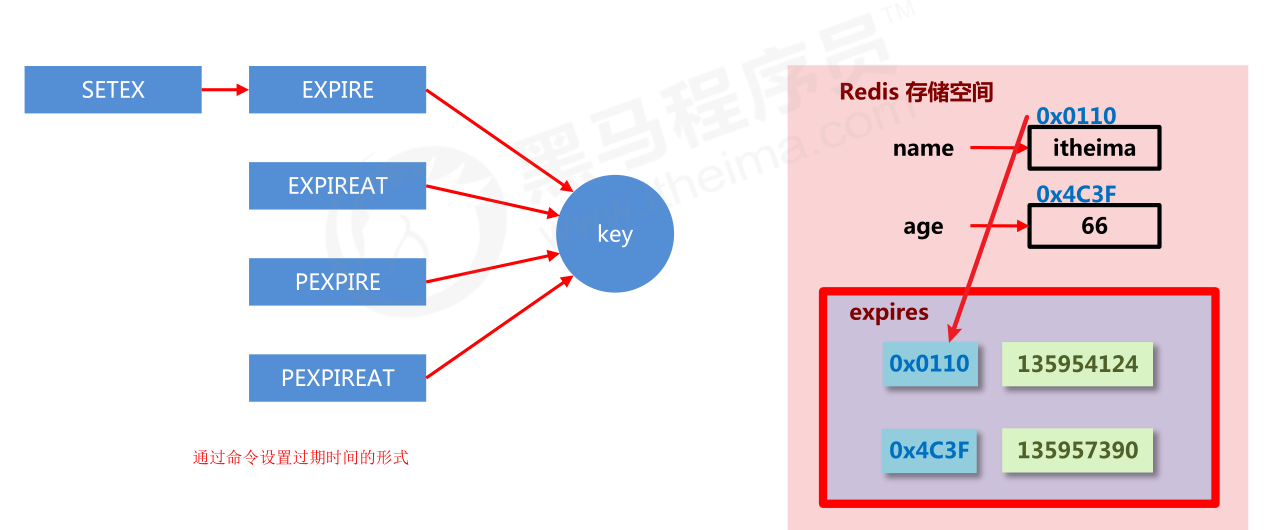 SETEX
EXPIRE
EXPIREAT
PEXPIRE
PEXPIREAT
key
通过命令设置过期时间的形式
黑马程序员™
www.itheima.com
Redis 存储空间
0x0110
name
itheima
0x4C3F
age
66
expires
0x0110
135954124
0x4C3F
135957390